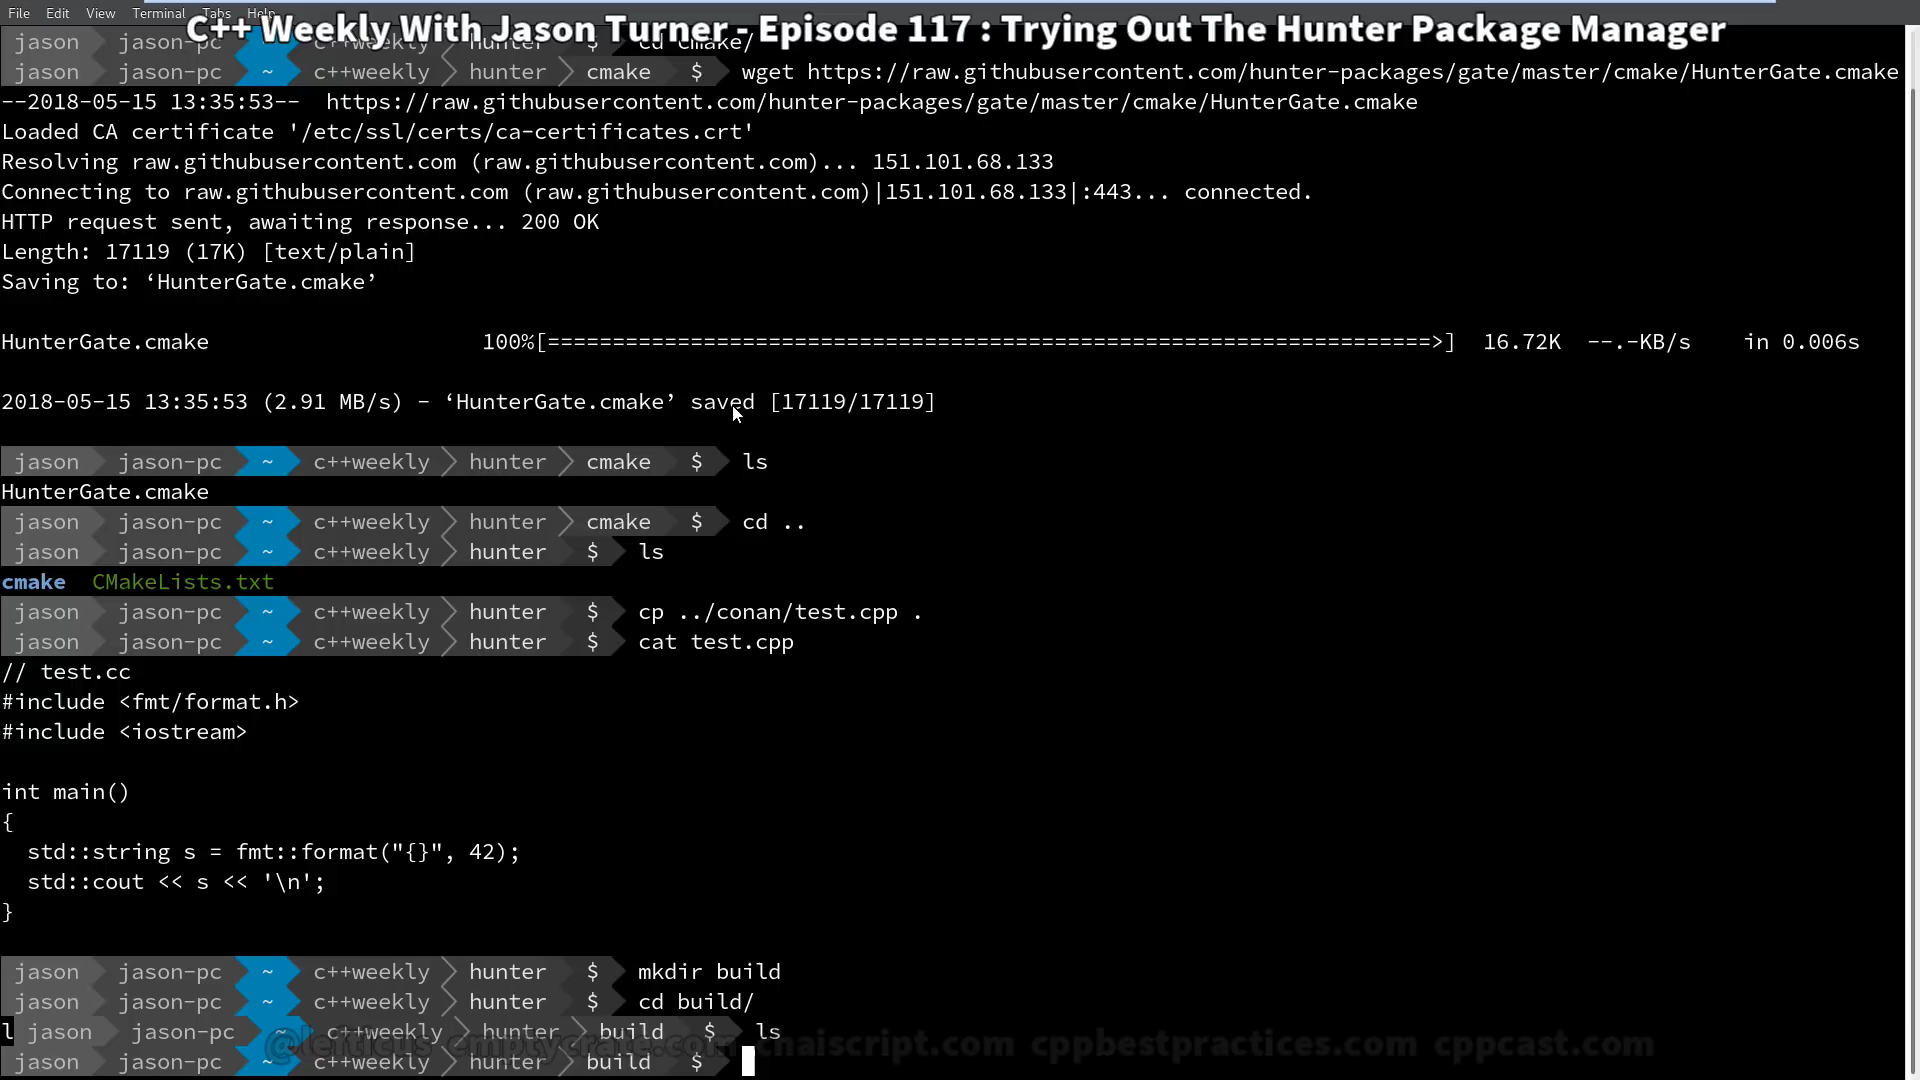 File Edit View Terminal Tabs Help
C++ Weekly With Jason Turner - Episode 117 : Trying Out The Hunter Package Manager
jason jason-pc ~ c++weekly hunter $ cd cmake/
jason jason-pc ~ c++weekly hunter cmake $ wget https://raw.githubusercontent.com/hunter-packages/gate/master/cmake/HunterGate.cmake
--2018-05-15 13:35:53-- https://raw.githubusercontent.com/hunter-packages/gate/master/cmake/HunterGate.cmake
Loaded CA certificate '/etc/ssl/certs/ca-certificates.crt'
Resolving raw.githubusercontent.com (raw.githubusercontent.com)... 151.101.68.133
Connecting to raw.githubusercontent.com (raw.githubusercontent.com)|151.101.68.133|:443... connected.
HTTP request sent, awaiting response... 200 OK
Length: 17119 (17K) [text/plain]
Saving to: ‘HunterGate.cmake’
HunterGate.cmake 100%[====================================================================>] 16.72K --.-KB/s in 0.006s
2018-05-15 13:35:53 (2.91 MB/s) - ‘HunterGate.cmake’ saved [17119/17119]
jason jason-pc ~ c++weekly hunter cmake $ ls
HunterGate.cmake
jason jason-pc ~ c++weekly hunter cmake $ cd ..
jason jason-pc ~ c++weekly hunter $ ls
cmake CMakeLists.txt
jason jason-pc ~ c++weekly hunter $ cp ../conan/test.cpp .
jason jason-pc ~ c++weekly hunter $ cat test.cpp
// test.cc
#include <fmt/format.h>
#include <iostream>
int main()
{
std::string s = fmt::format("{}", 42);
std::cout << s << '\n';
}
jason jason-pc ~ c++weekly hunter $ mkdir build
jason jason-pc ~ c++weekly hunter $ cd build/
l jason jason-pc ~ c++weekly hunter build $ ls
@lefticus emptycrate.com chaiscript.com cppbestpractices.com cppcast.com
jason jason-pc ~ c++weekly hunter build $